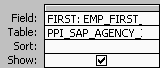 Field: FIRST: EMP_FIRST_
Table: PPI_SAP_AGENCY_
Sort:
Show: